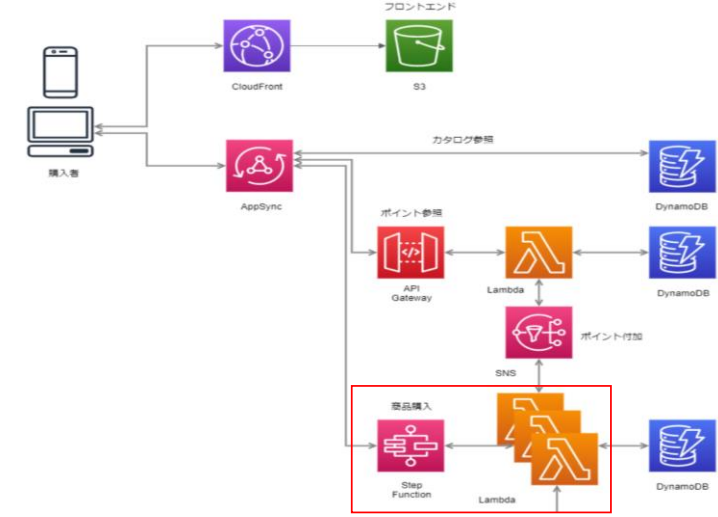 フロントエンド
CloudFront
S3
購入者
カタログ参照
AppSync
DynamoDB
ポイント参照
API
Gateway
Lambda
DynamoDB
ポイント付加
SNS
商品購入
Step
Function
Lambda
DynamoDB